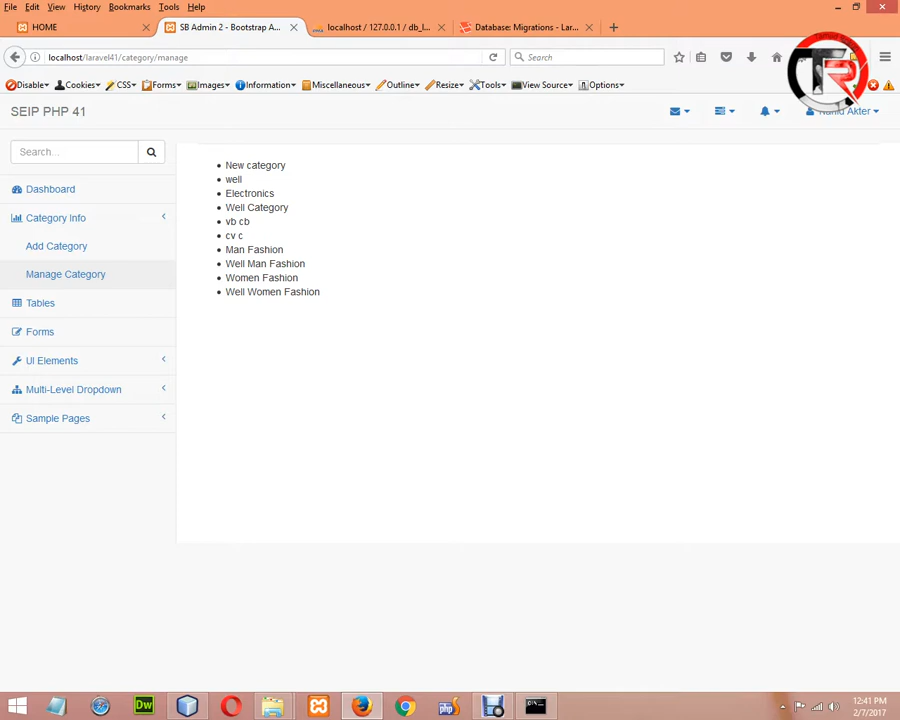 File Edit View History Bookmarks Tools Help
HOME
SB Admin 2 - Bootstrap A...
localhost / 127.0.0.1 / db_l...
Database: Migrations - Lar...
localhost/laravel41/category/manage
Search
Disable Cookies CSS Forms Images Information Miscellaneous Outline Resize Tools View Source Options
SEIP PHP 41
Akter
TR
Search...
Dashboard
Category Info
Add Category
Manage Category
Tables
Forms
UI Elements
Multi-Level Dropdown
Sample Pages
New category
well
Electronics
Well Category
vb cb
cv c
Man Fashion
Well Man Fashion
Women Fashion
Well Women Fashion
Dw
php
12:41 PM
2/7/2017